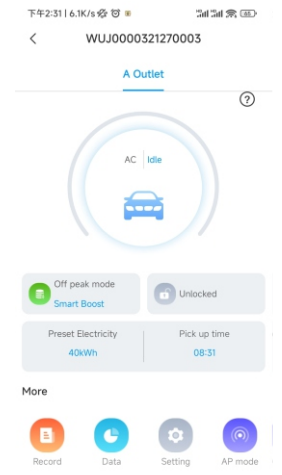 下午2:31 | 6.1K/s
WUJ0000321270003
A Outlet
?
AC Idle
Off peak mode
Smart Boost
Unlocked
Preset Electricity Pick up time
40kWh 08:31
More
Record Data Setting AP mode